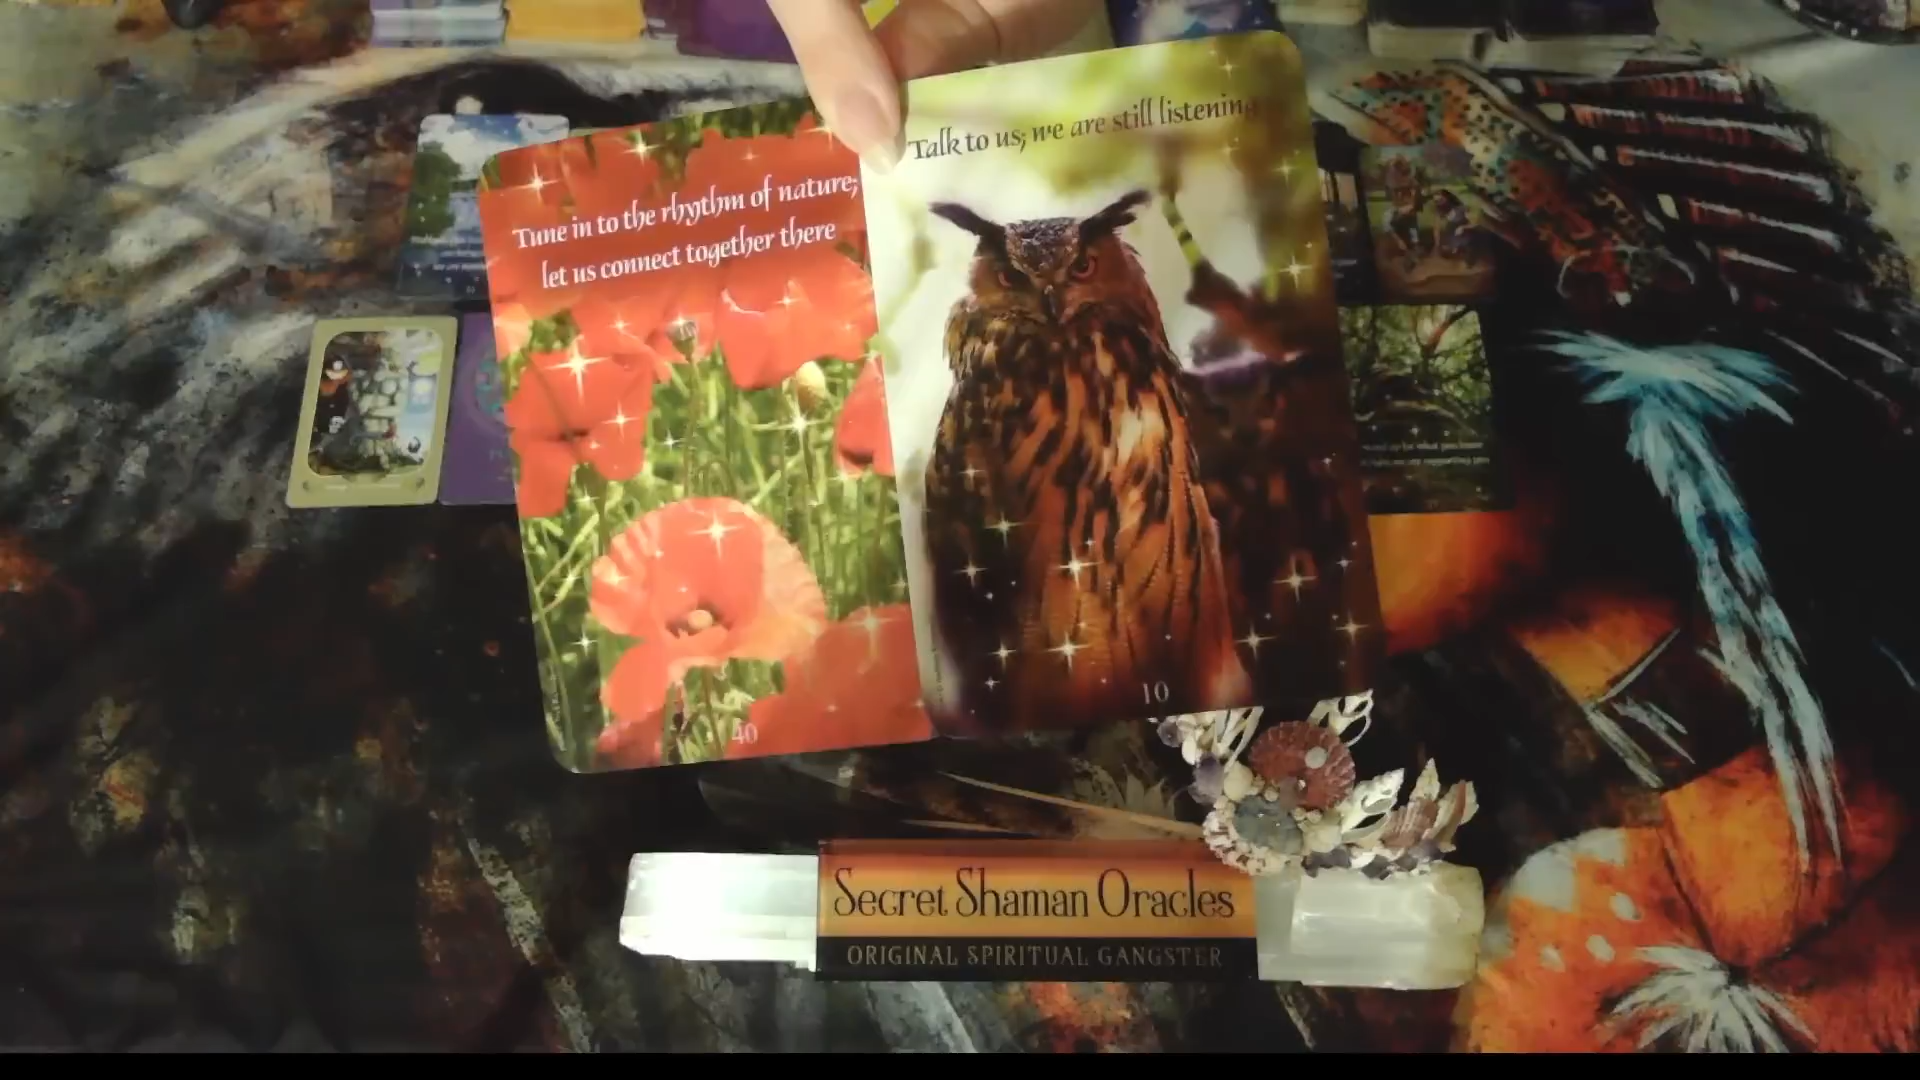 Tune in to the rhythm of nature;
let us connect together there
40
Talk to us; we are still listening
10
Secret Shaman Oracles
ORIGINAL SPIRITUAL GANGSTER